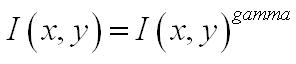 I(x, y) = I(x, y)^gamma